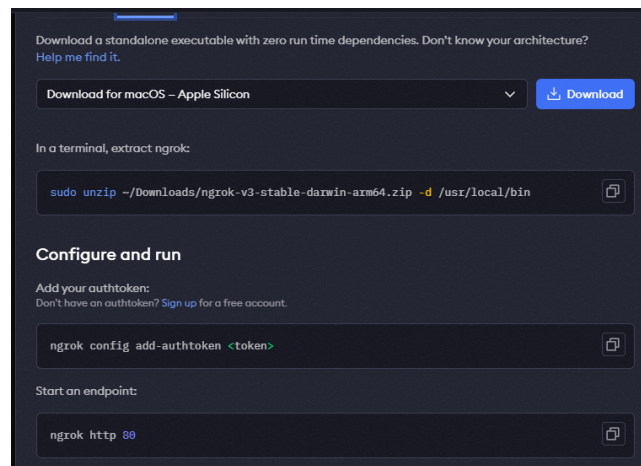 Download a standalone executable with zero run time dependencies. Don't know your architecture?
Help me find it.
Download for macOS – Apple Silicon
Download
In a terminal, extract ngrok:
sudo unzip ~/Downloads/ngrok-v3-stable-darwin-arm64.zip -d /usr/local/bin
Configure and run
Add your authtoken:
Don't have an authtoken? Sign up for a free account.
ngrok config add-authtoken <token>
Start an endpoint:
ngrok http 80